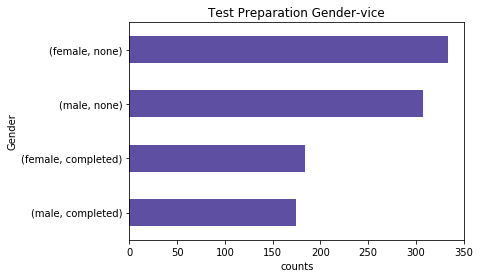 Test Preparation Gender-vice
Gender
(female, none)
(male, none)
(female, completed)
(male, completed)
0 50 100 150 200 250 300 350
counts